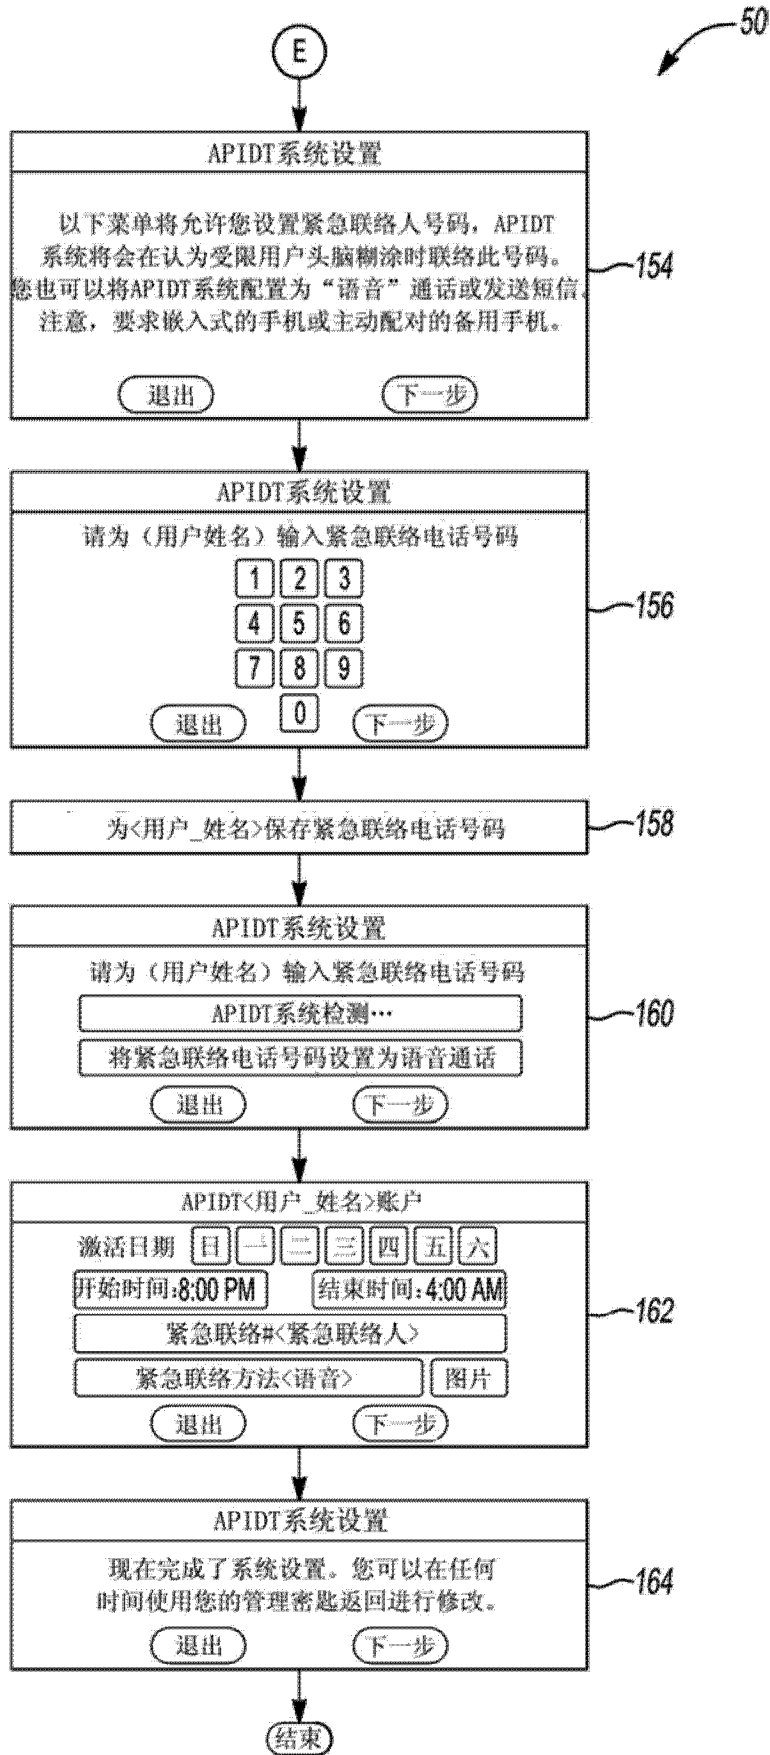 50
E
APIDT系统设置
以下菜单将允许您设置紧急联络人号码，APIDT
系统将会在认为受限用户头脑糊涂时联络此号码。
您也可以将APIDT系统配置为“语音”通话或发送短信。
注意，要求嵌入式的手机或主动配对的备用手机。
退出 下一步
154
APIDT系统设置
请为（用户姓名）输入紧急联络电话号码
1 2 3
4 5 6
7 8 9
0
退出 下一步
156
为<用户_姓名>保存紧急联络电话号码
158
APIDT系统设置
请为（用户姓名）输入紧急联络电话号码
APIDT系统检测…
将紧急联络电话号码设置为语音通话
退出 下一步
160
APIDT<用户_姓名>账户
激活日期 日 一 二 三 四 五 六
开始时间:8:00 PM 结束时间:4:00 AM
紧急联络#<紧急联络人>
紧急联络方法<语音> 图片
退出 下一步
162
APIDT系统设置
现在完成了系统设置。您可以在任何
时间使用您的管理密匙返回进行修改。
退出 下一步
164
结束